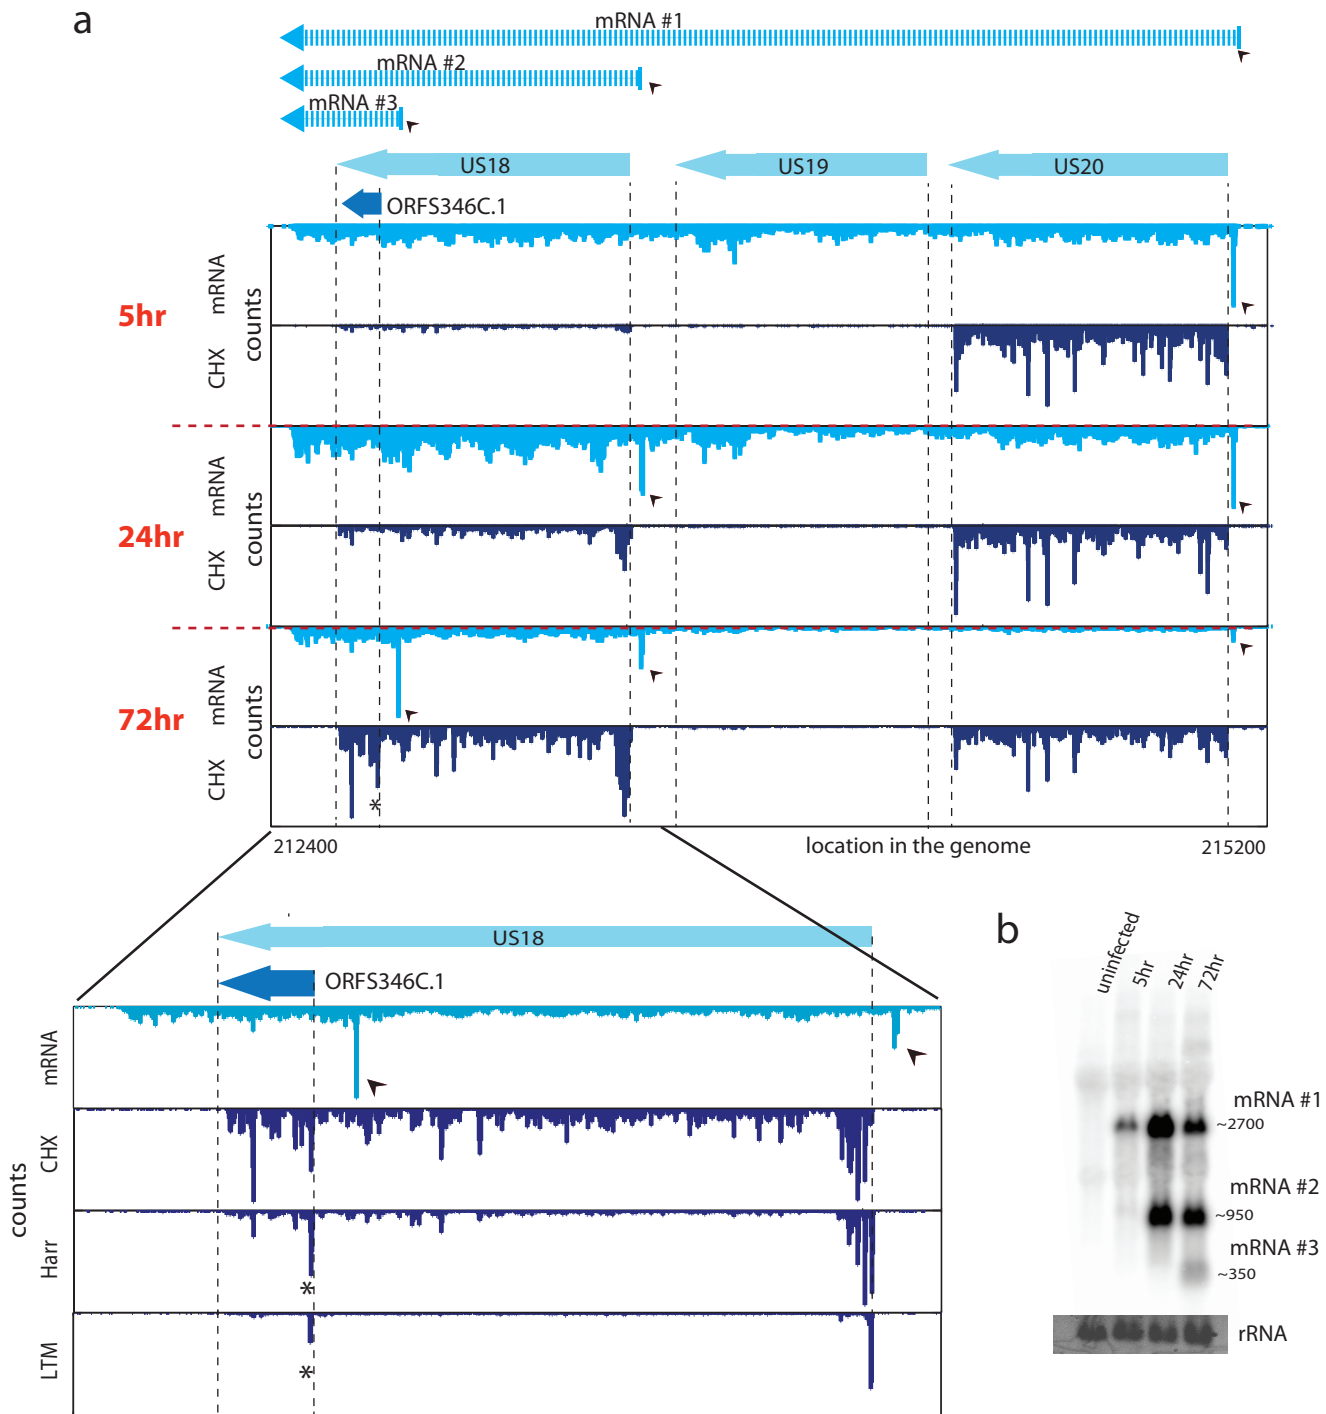 a
mRNA #1
mRNA #2
mRNA #3
US18
US19
US20
ORFS346C.1
5hr
mRNA
CHX
counts
24hr
mRNA
CHX
counts
72hr
mRNA
CHX
counts
*
212400
location in the genome
215200
US18
ORFS346C.1
counts
mRNA
CHX
Harr
*
LTM
*
b
uninfected
5hr
24hr
72hr
mRNA #1
~2700
mRNA #2
~950
mRNA #3
~350
rRNA